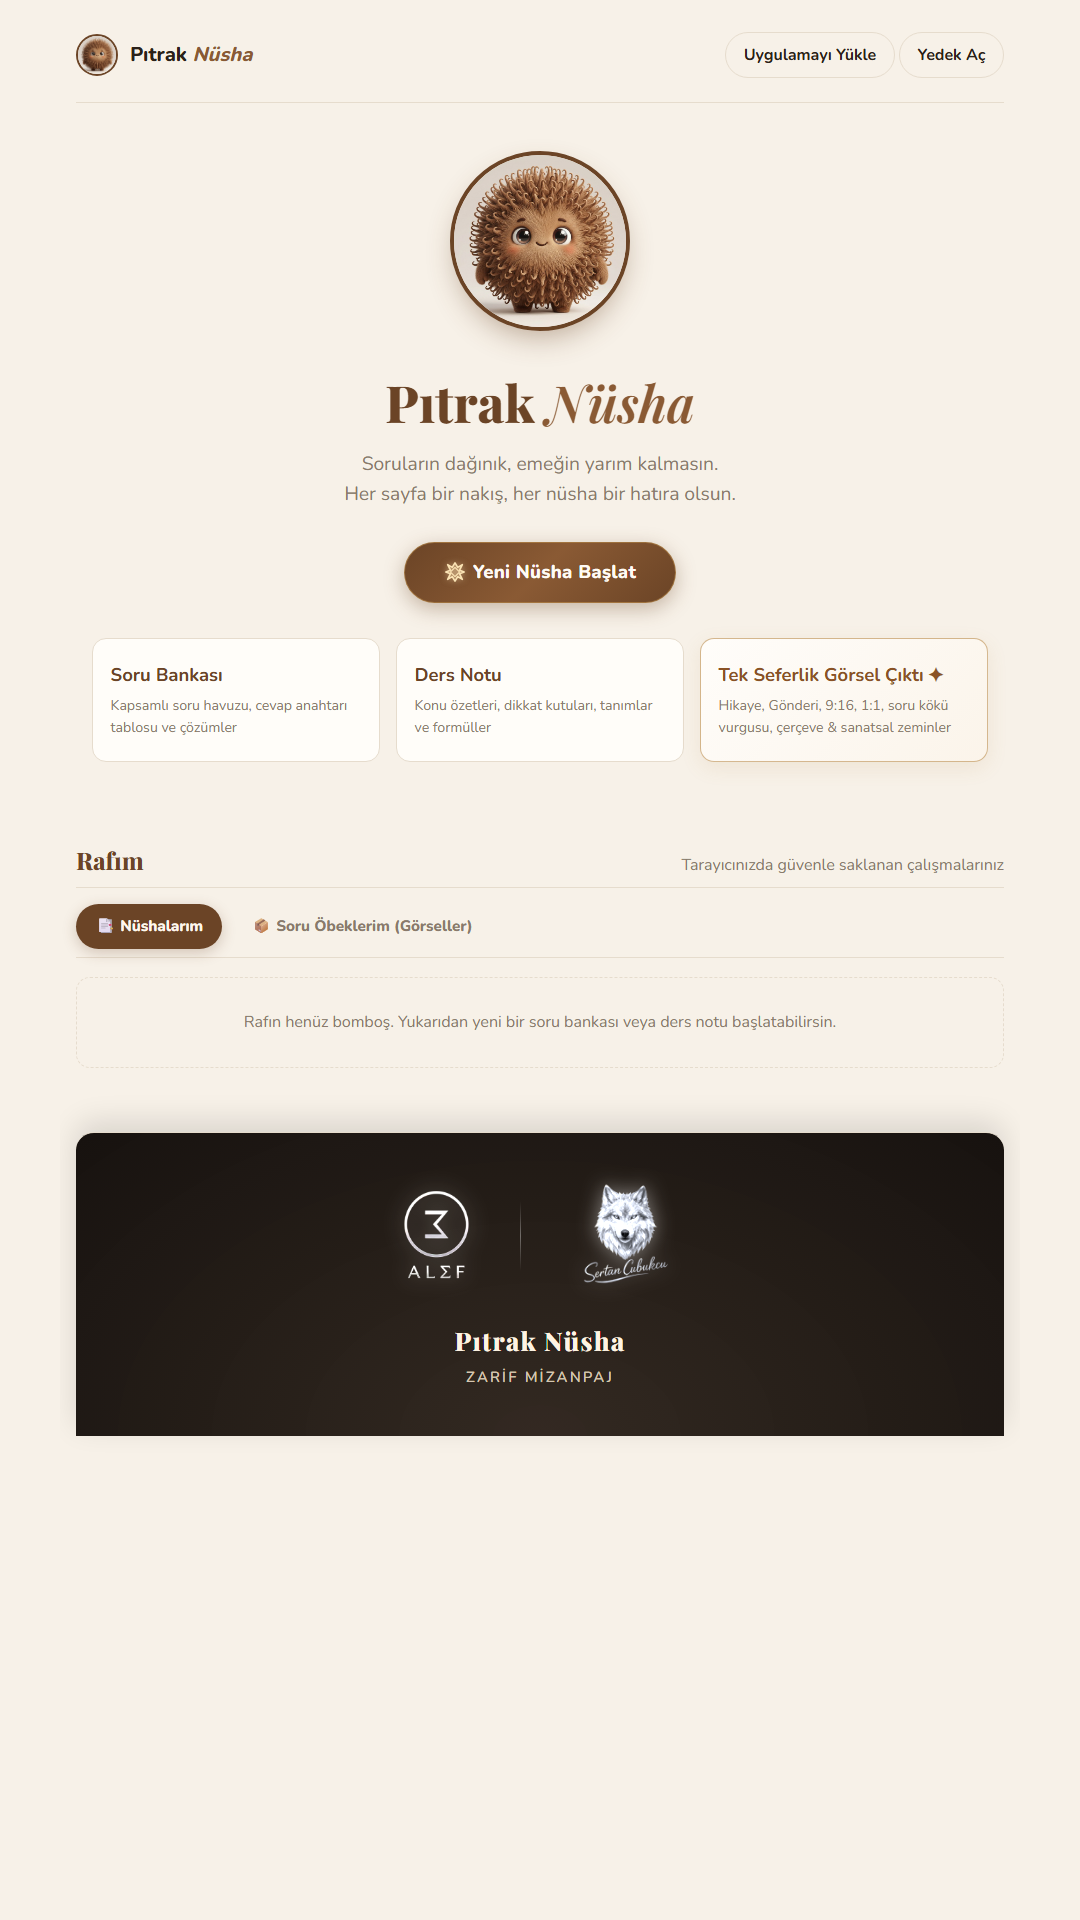 Pıtrak Nüsha
Uygulamayı Yükle
Yedek Aç
Pıtrak Nüsha
Soruların dağınık, emeğin yarım kalmasın.
Her sayfa bir nakış, her nüsha bir hatıra olsun.
Yeni Nüsha Başlat
Soru Bankası
Kapsamlı soru havuzu, cevap anahtarı
tablosu ve çözümler
Ders Notu
Konu özetleri, dikkat kutuları, tanımlar
ve formüller
Tek Seferlik Görsel Çıktı ✦
Hikaye, Gönderi, 9:16, 1:1, soru kökü
vurgusu, çerçeve & sanatsal zeminler
Rafım
Tarayıcınızda güvenle saklanan çalışmalarınız
Nüshalarım
Soru Öbeklerim (Görseller)
Rafın henüz bomboş. Yukarıdan yeni bir soru bankası veya ders notu başlatabilirsin.
ALΣF
Sertan Cubukcu
Pıtrak Nüsha
ZARİF MİZANPAJ